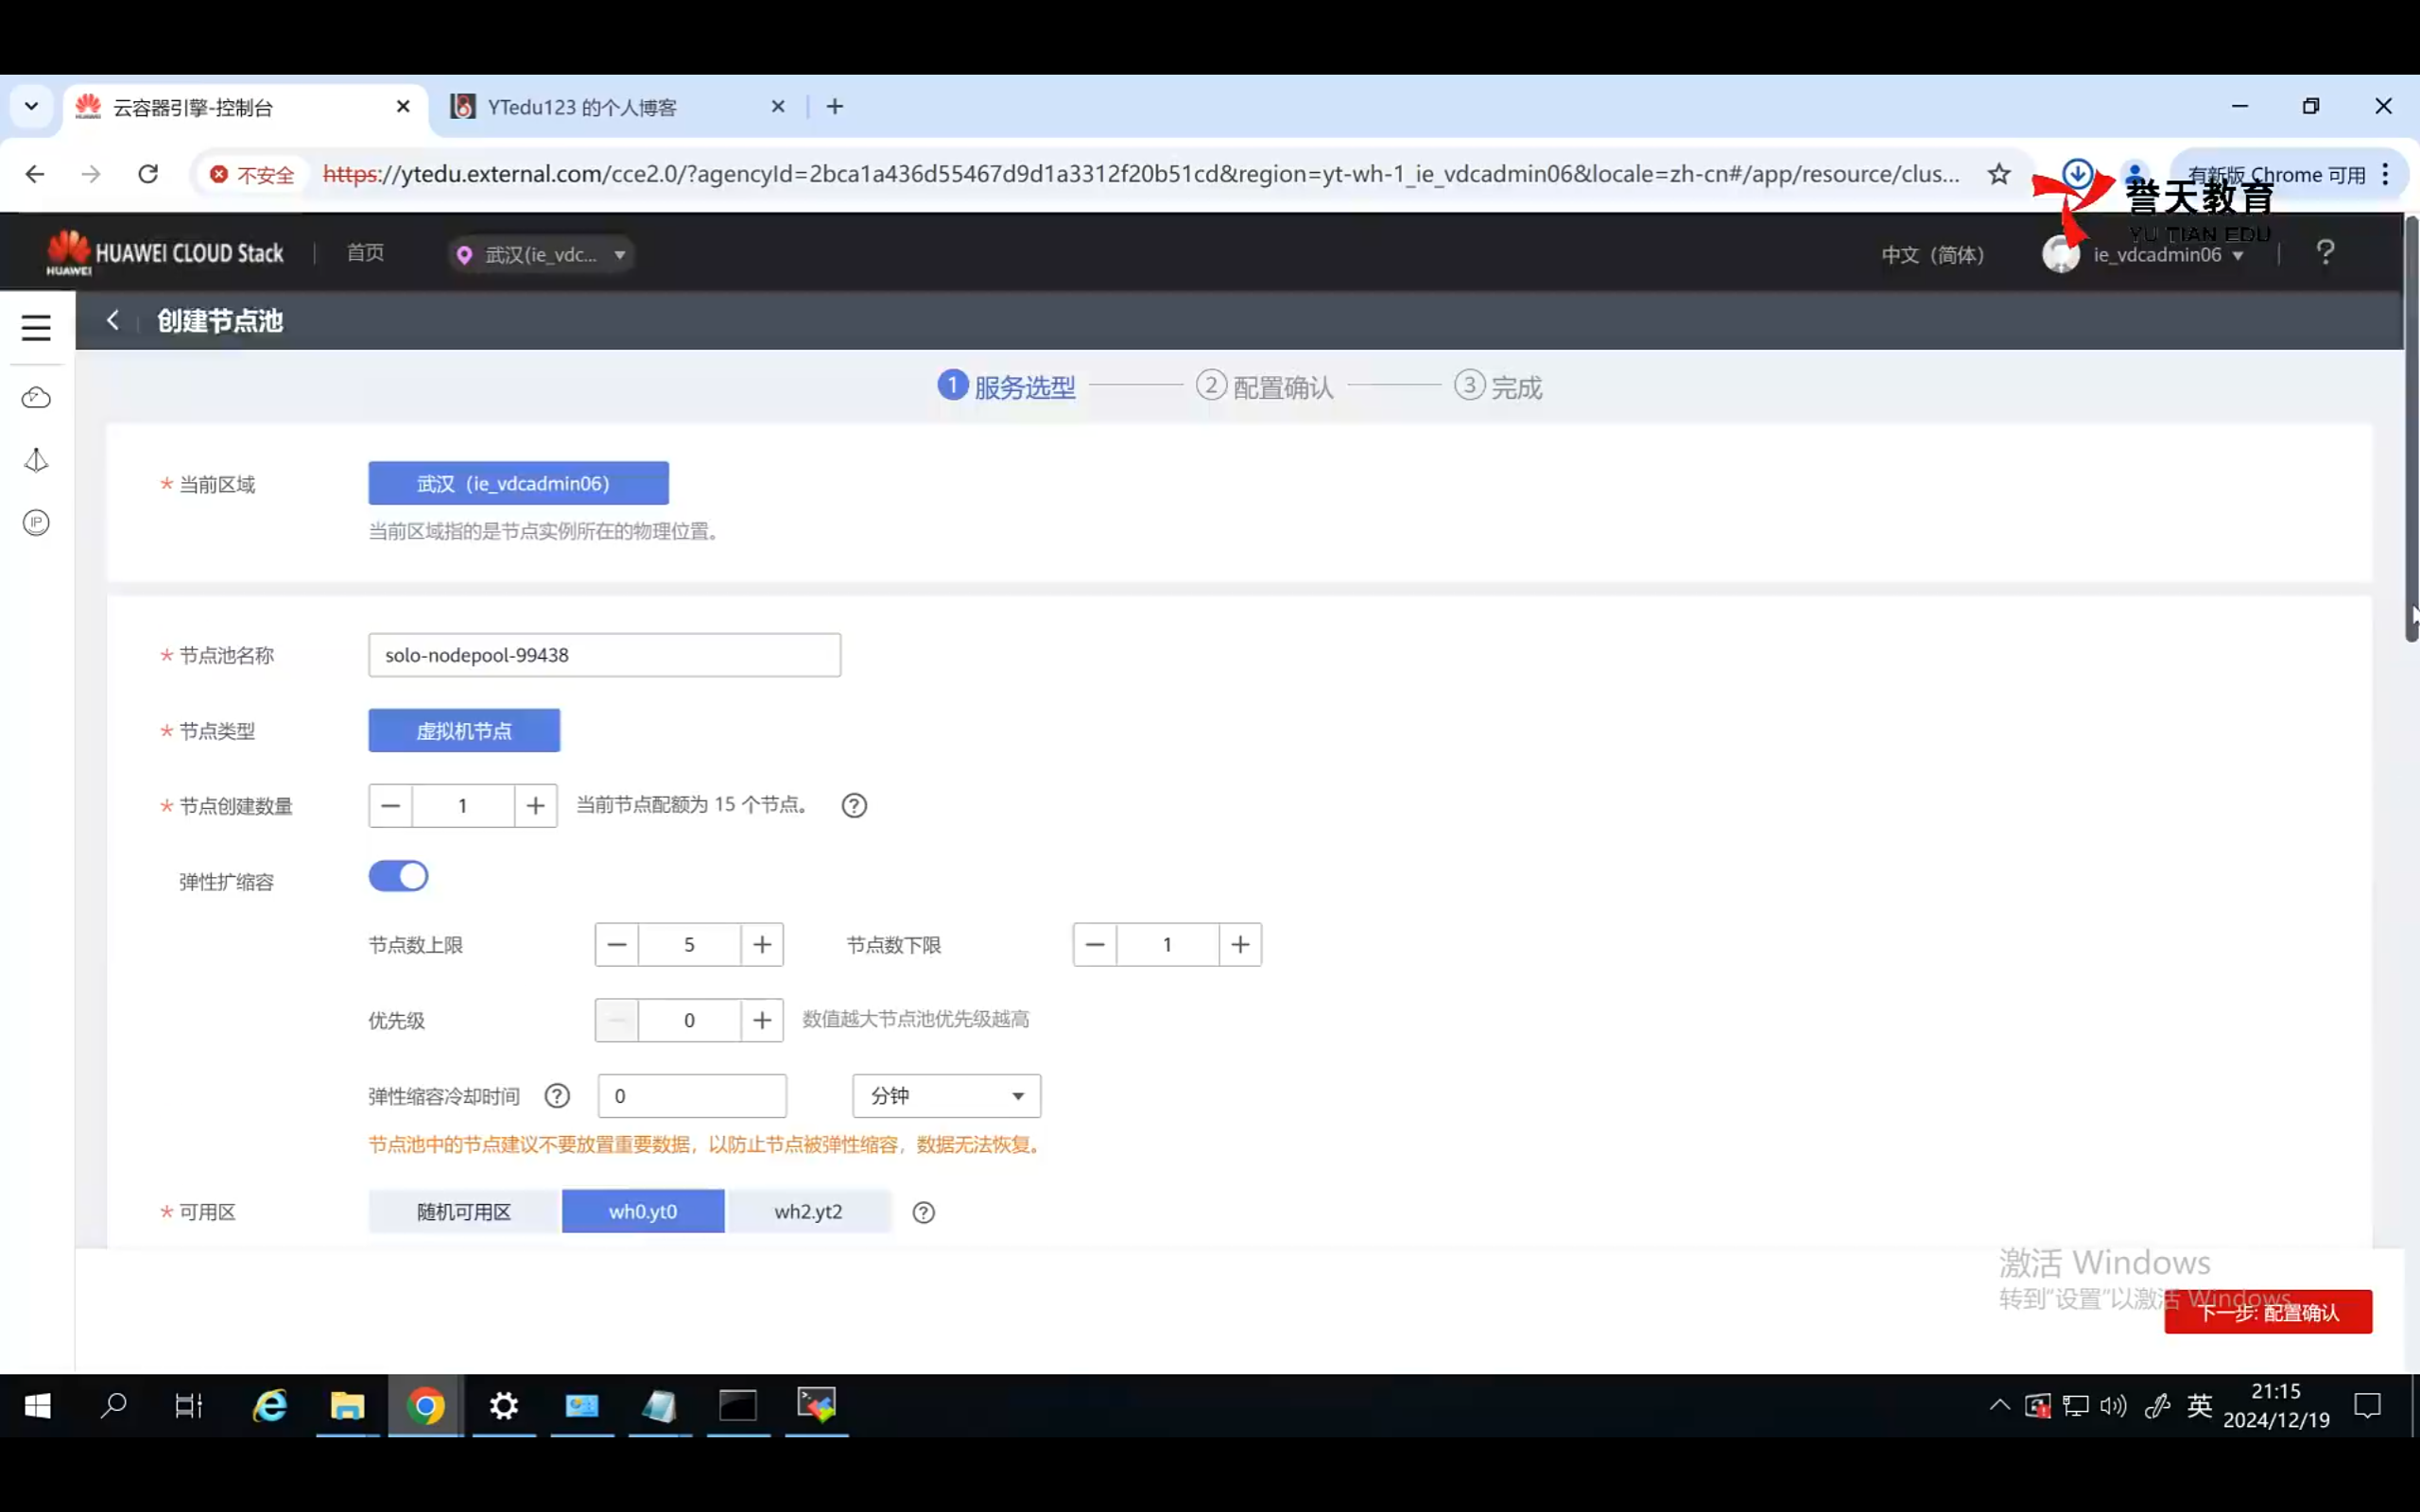 云容器引擎-控制台
YTedu123 的个人博客
不安全
https://ytedu.external.com/cce2.0/?agencyId=2bca1a436d55467d9d1a3312f20b51cd&region=yt-wh-1_ie_vdcadmin06&locale=zh-cn#/app/resource/clus...
有新版 Chrome 可用
誉天教育
YU TIAN EDU
HUAWEI
HUAWEI CLOUD Stack
首页
武汉(ie_vdc...
中文（简体）
ie_vdcadmin06
?
创建节点池
1 服务选型
2 配置确认
3 完成
* 当前区域
武汉（ie_vdcadmin06）
当前区域指的是节点实例所在的物理位置。
* 节点池名称
solo-nodepool-99438
* 节点类型
虚拟机节点
* 节点创建数量
1
当前节点配额为 15 个节点。
?
弹性扩缩容
节点数上限
5
节点数下限
1
优先级
0
数值越大节点池优先级越高
弹性缩容冷却时间
?
0
分钟
节点池中的节点建议不要放置重要数据，以防止节点被弹性缩容，数据无法恢复。
* 可用区
随机可用区
wh0.yt0
wh2.yt2
?
激活 Windows
转到"设置"以激活 Windows。
下一步: 配置确认
IP
英
21:15
2024/12/19